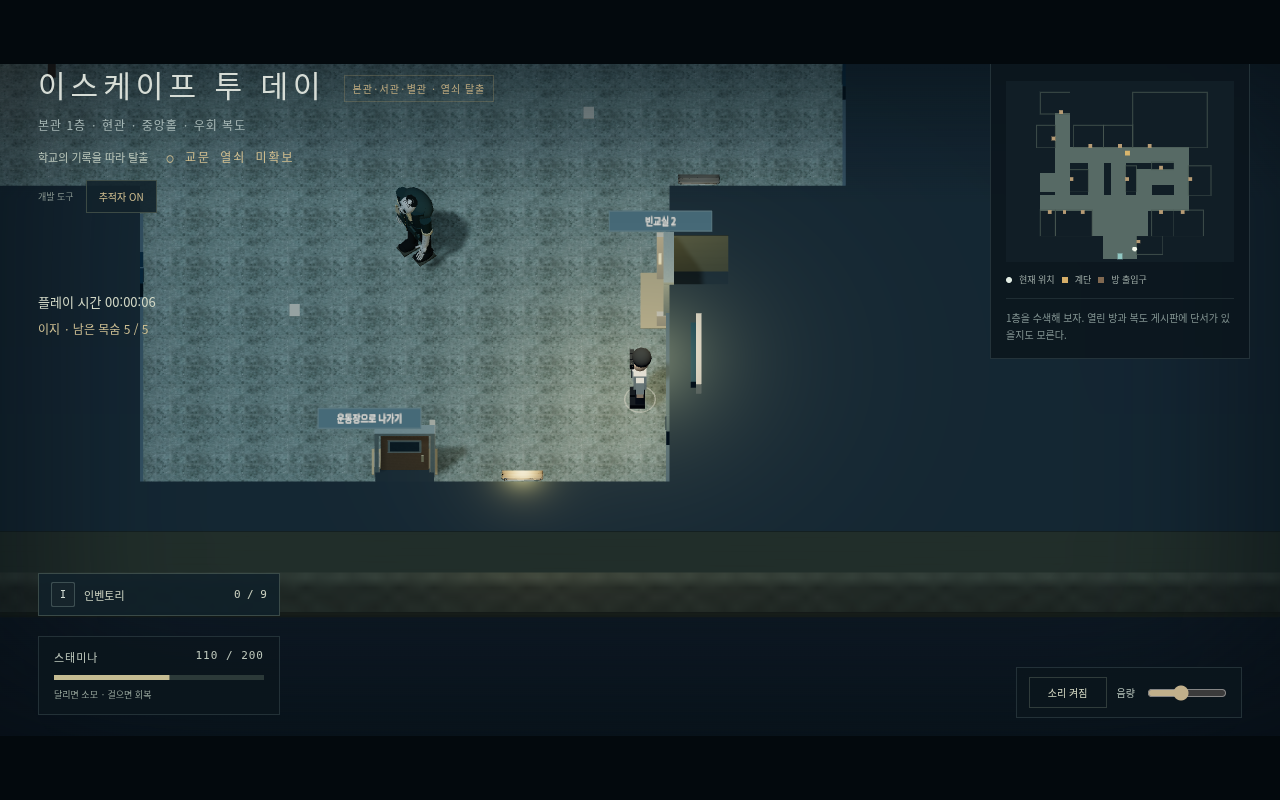 이스케이프 투 데이
본관·서관·별관 · 열쇠 탈출
본관 1층 · 현관 · 중앙홀 · 우회 복도
학교의 기록을 따라 탈출 교문 열쇠 미확보
개발 도구
추적자 ON
플레이 시간 00:00:06
이지 · 남은 목숨 5 / 5
빈교실 2
운동장으로 나가기
현재 위치 계단 방 출입구
1층을 수색해 보자. 열린 방과 복도 게시판에 단서가 있
을지도 모른다.
I 인벤토리 0 / 9
스태미나 110 / 200
달리면 소모 · 걸으면 회복
소리 켜짐 음량